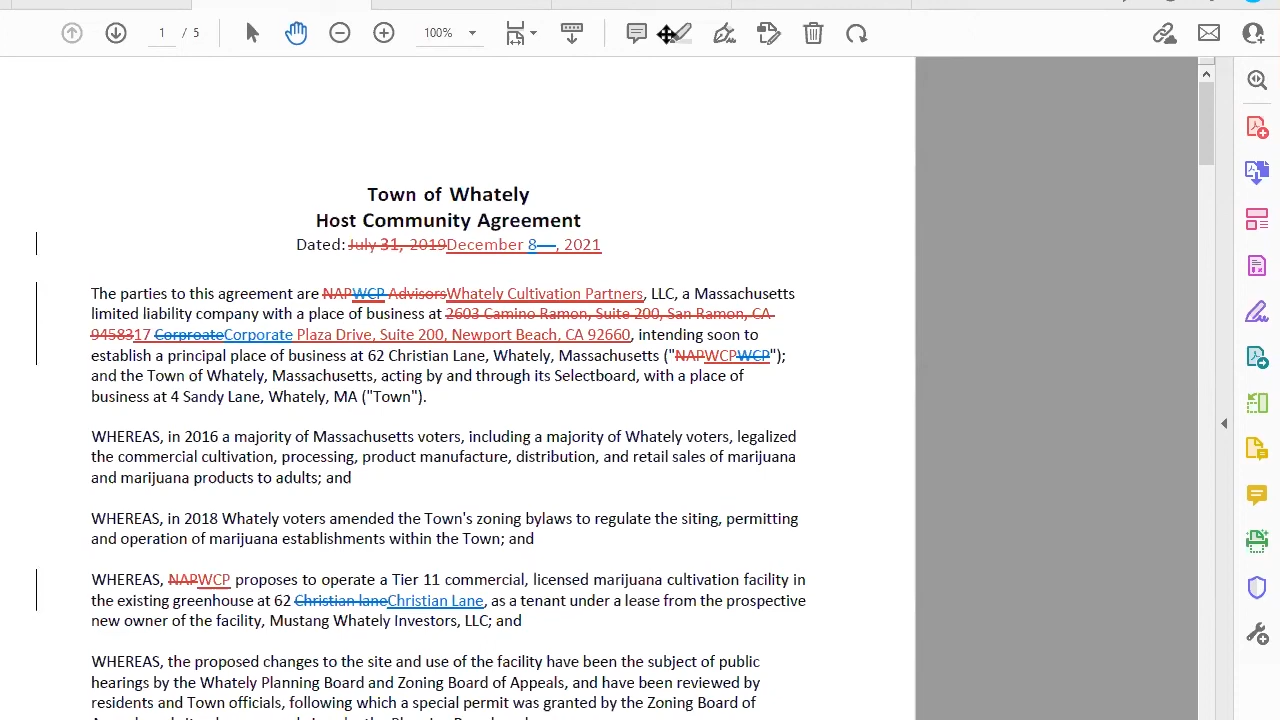 1 / 5 100%
Town of Whately
Host Community Agreement
Dated: July 31, 2019December 8 , 2021
The parties to this agreement are NAPWCP AdvisorsWhately Cultivation Partners, LLC, a Massachusetts
limited liability company with a place of business at 2603 Camino Ramon, Suite 200, San Ramon, CA
9458317 CorproateCorporate Plaza Drive, Suite 200, Newport Beach, CA 92660, intending soon to
establish a principal place of business at 62 Christian Lane, Whately, Massachusetts ("NAPWCPWCP");
and the Town of Whately, Massachusetts, acting by and through its Selectboard, with a place of
business at 4 Sandy Lane, Whately, MA ("Town").
WHEREAS, in 2016 a majority of Massachusetts voters, including a majority of Whately voters, legalized
the commercial cultivation, processing, product manufacture, distribution, and retail sales of marijuana
and marijuana products to adults; and
WHEREAS, in 2018 Whately voters amended the Town's zoning bylaws to regulate the siting, permitting
and operation of marijuana establishments within the Town; and
WHEREAS, NAPWCP proposes to operate a Tier 11 commercial, licensed marijuana cultivation facility in
the existing greenhouse at 62 Christian laneChristian Lane, as a tenant under a lease from the prospective
new owner of the facility, Mustang Whately Investors, LLC; and
WHEREAS, the proposed changes to the site and use of the facility have been the subject of public
hearings by the Whately Planning Board and Zoning Board of Appeals, and have been reviewed by
residents and Town officials, following which a special permit was granted by the Zoning Board of